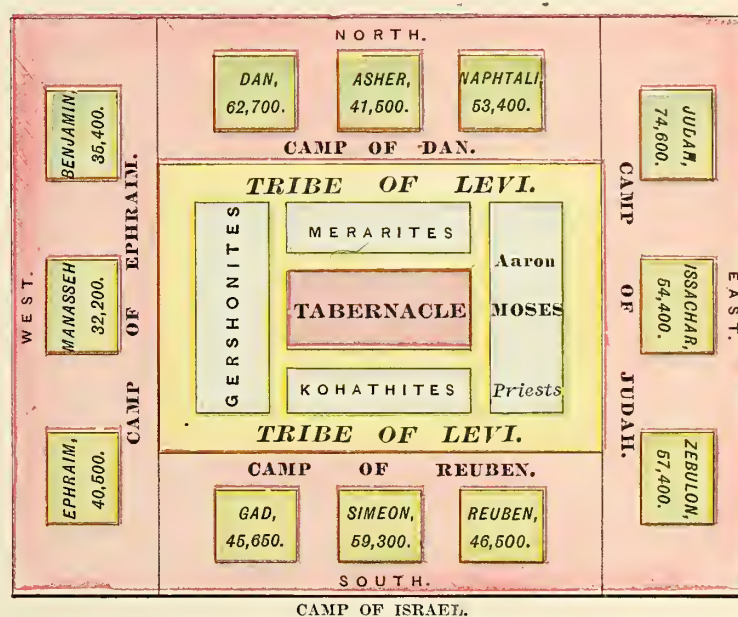 NORTH.
DAN,
62,700.
ASHER,
41,500.
NAPHTALI,
53,400.
CAMP OF DAN.
WEST.
BENJAMIN,
35,400.
MANASSEH
32,200.
EPHRAIM,
40,500.
CAMP OF EPHRAIM.
TRIBE OF LEVI.
GERSHONITES
MERARITES
TABERNACLE
KOHATHITES
Aaron
MOSES
Priests
TRIBE OF LEVI.
CAMP OF JUDAH.
JUDAH,
74,600.
ISSACHAR,
54,400.
ZEBULON,
57,400.
EAST.
CAMP OF REUBEN.
GAD,
45,650.
SIMEON,
59,300.
REUBEN,
46,500.
SOUTH.
CAMP OF ISRAEL.